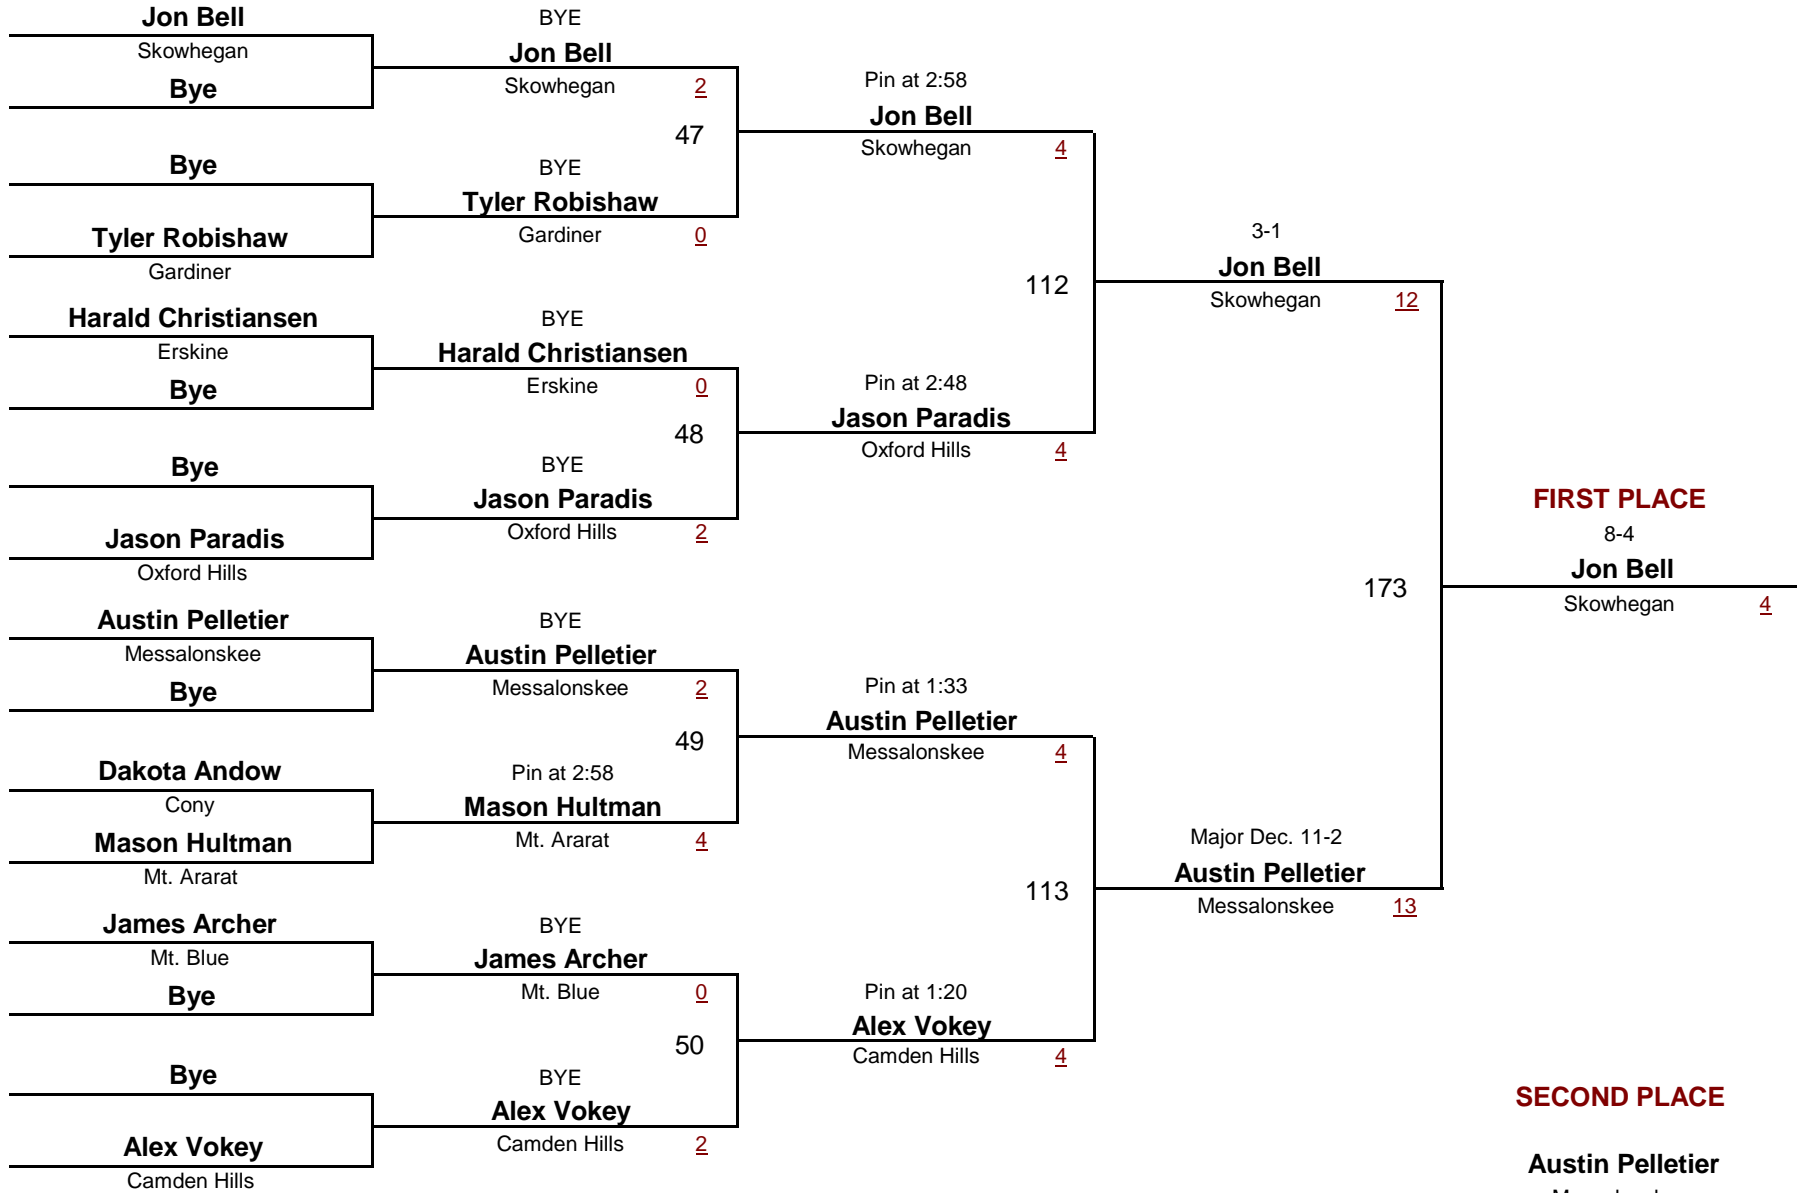 Jon Bell
Skowhegan
Bye
Bye
Tyler Robishaw
Gardiner
Harald Christiansen
Erskine
Bye
Bye
Jason Paradis
Oxford Hills
Austin Pelletier
Messalonskee
Bye
Dakota Andow
Cony
Mason Hultman
Mt. Ararat
James Archer
Mt. Blue
Bye
Bye
Alex Vokey
Camden Hills
BYE
Jon Bell
Skowhegan 2
47
BYE
Tyler Robishaw
Gardiner 0
BYE
Harald Christiansen
Erskine 0
48
BYE
Jason Paradis
Oxford Hills 2
BYE
Austin Pelletier
Messalonskee 2
49
Pin at 2:58
Mason Hultman
Mt. Ararat 4
BYE
James Archer
Mt. Blue 0
50
BYE
Alex Vokey
Camden Hills 2
Pin at 2:58
Jon Bell
Skowhegan 4
112
Pin at 2:48
Jason Paradis
Oxford Hills 4
Pin at 1:33
Austin Pelletier
Messalonskee 4
113
Pin at 1:20
Alex Vokey
Camden Hills 4
3-1
Jon Bell
Skowhegan 12
173
Major Dec. 11-2
Austin Pelletier
Messalonskee 13
FIRST PLACE
8-4
Jon Bell
Skowhegan 4
SECOND PLACE
Austin Pelletier